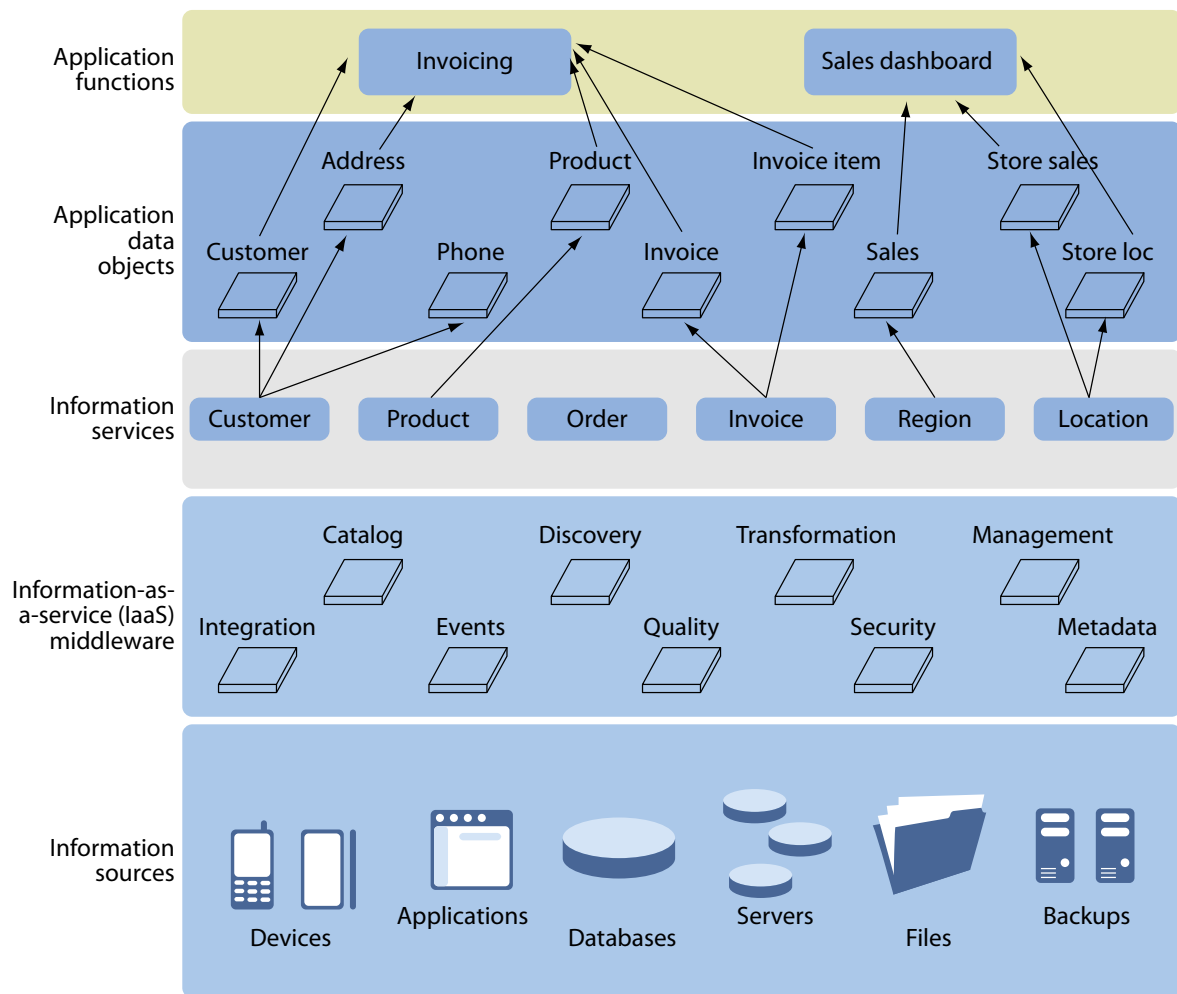 Application
functions
Invoicing
Sales dashboard
Application
data
objects
Address
Product
Invoice item
Store sales
Customer
Phone
Invoice
Sales
Store loc
Information
services
Customer
Product
Order
Invoice
Region
Location
Information-as-
a-service (IaaS)
middleware
Catalog
Discovery
Transformation
Management
Integration
Events
Quality
Security
Metadata
Information
sources
Devices
Applications
Databases
Servers
Files
Backups